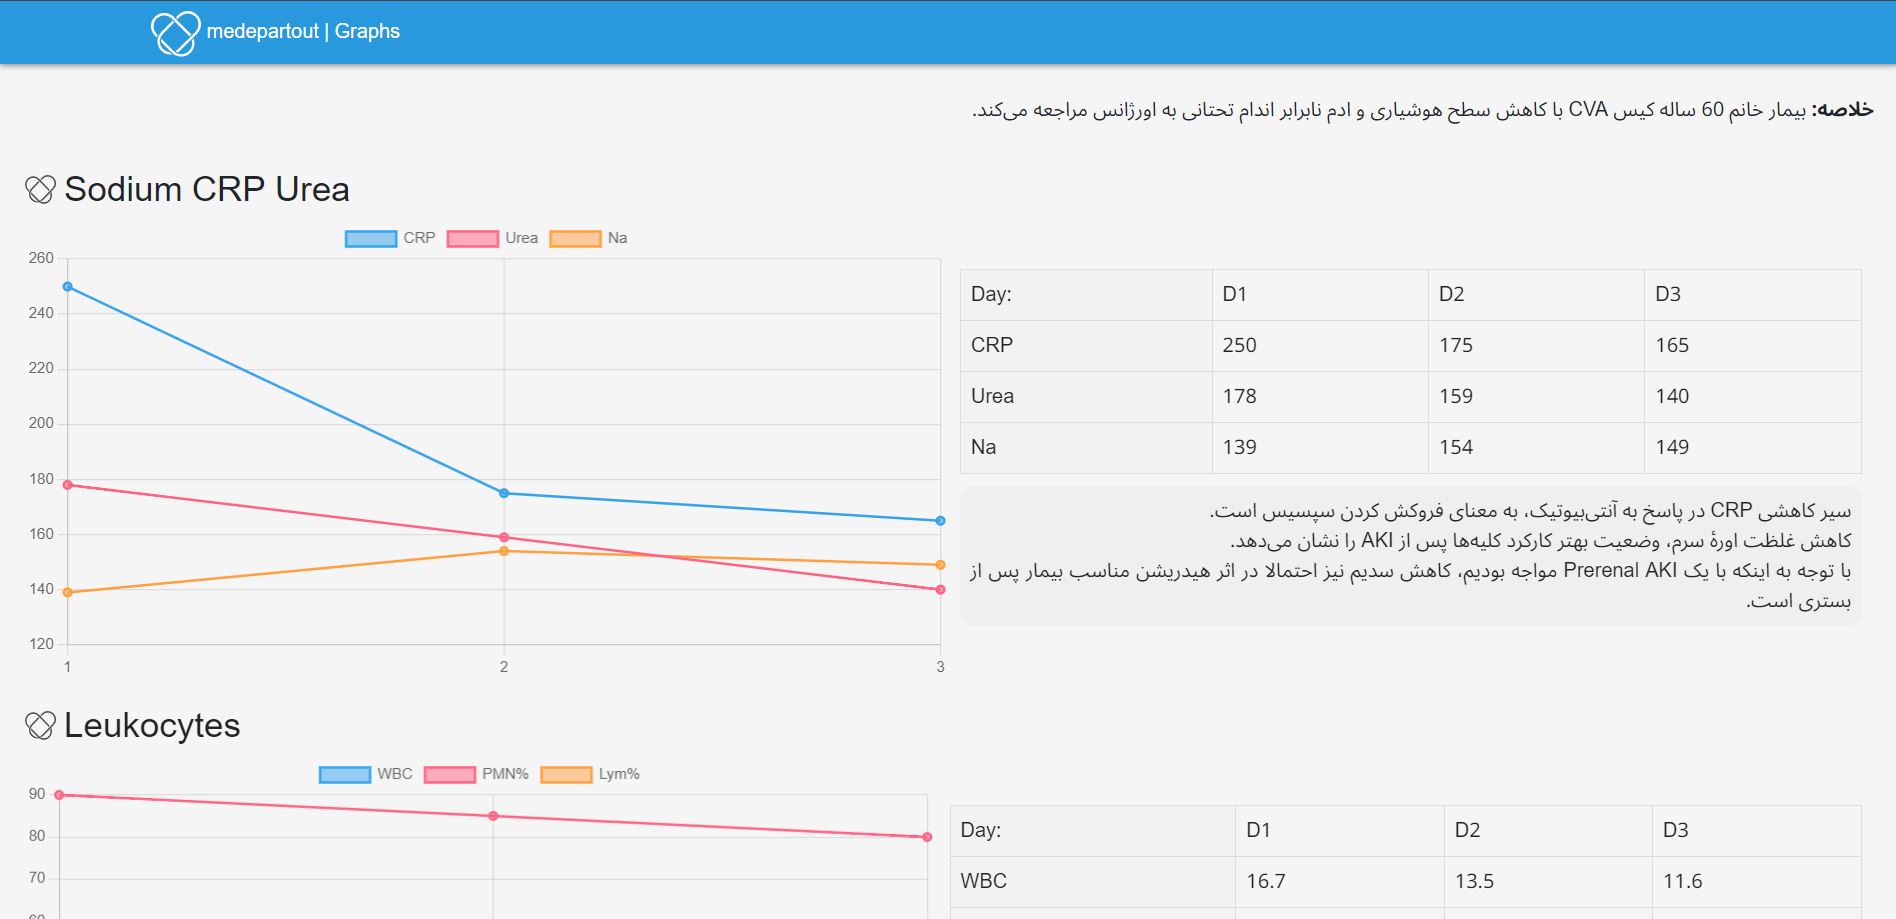 medepartout | Graphs
خلاصه: بیمار خانم 60 ساله کیس CVA با کاهش سطح هوشیاری و ادم نابرابر اندام تحتانی به اورژانس مراجعه می‌کند.
Sodium CRP Urea
CRP Urea Na
260
240
220
200
180
160
140
120
1 2 3
Day: D1 D2 D3
CRP 250 175 165
Urea 178 159 140
Na 139 154 149
سیر کاهشی CRP در پاسخ به آنتی‌بیوتیک، به معنای فروکش کردن سپسیس است.
کاهش غلظت اورهٔ سرم، وضعیت بهتر کارکرد کلیه‌ها پس از AKI را نشان می‌دهد.
با توجه به اینکه با یک Prerenal AKI مواجه بودیم، کاهش سدیم نیز احتمالا در اثر هیدریشن مناسب بیمار پس از
بستری است.
Leukocytes
WBC PMN% Lym%
90
80
70
60
Day: D1 D2 D3
WBC 16.7 13.5 11.6